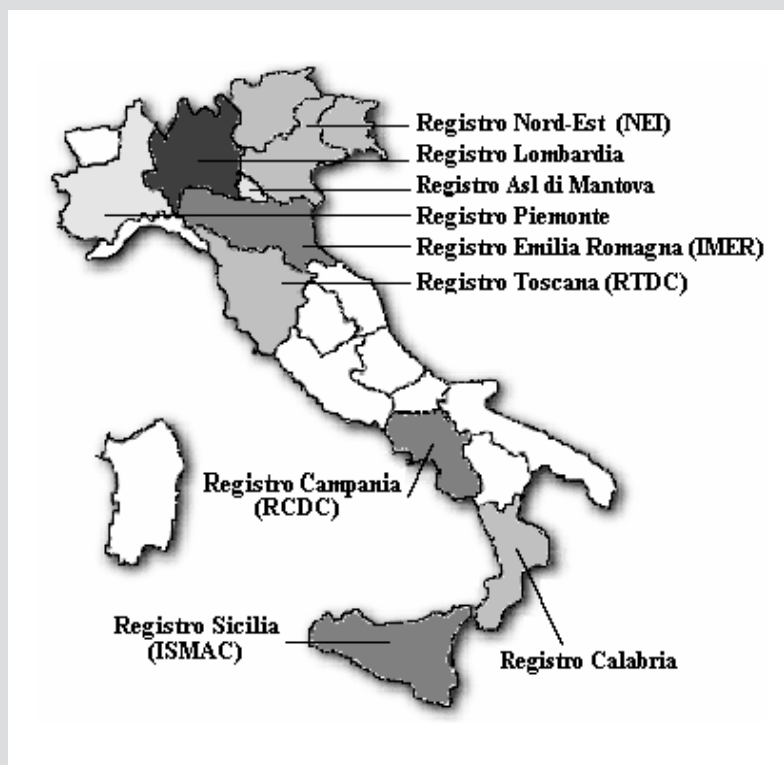 Registro Nord-Est (NEI)
Registro Lombardia
Registro Asl di Mantova
Registro Piemonte
Registro Emilia Romagna (IMER)
Registro Toscana (RTDC)
Registro Campania
(RCDC)
Registro Sicilia
(ISMAC)
Registro Calabria